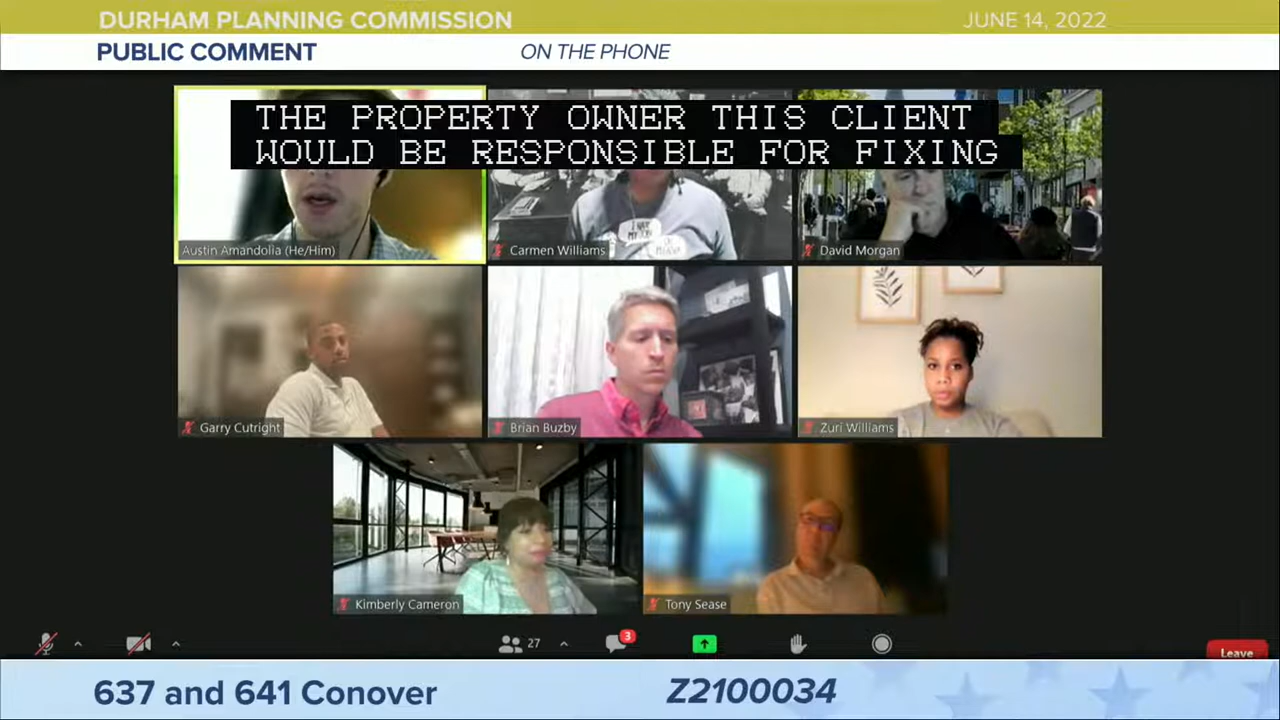 DURHAM PLANNING COMMISSION
JUNE 14, 2022
PUBLIC COMMENT
ON THE PHONE
THE PROPERTY OWNER THIS CLIENT
WOULD BE RESPONSIBLE FOR FIXING
Austin Amandolia (He/Him)
Carmen Williams
David Morgan
Garry Cutright
Brian Buzby
Zuri Williams
Kimberly Cameron
Tony Sease
27
3
Leave
637 and 641 Conover
Z2100034